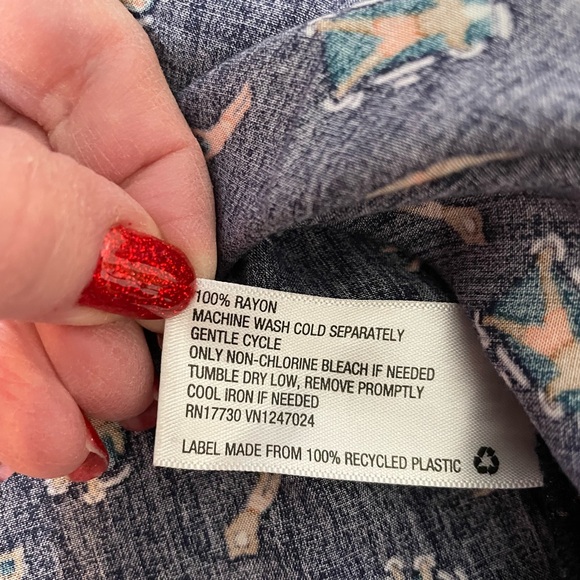 100% RAYON
MACHINE WASH COLD SEPARATELY
GENTLE CYCLE
ONLY NON-CHLORINE BLEACH IF NEEDED
TUMBLE DRY LOW, REMOVE PROMPTLY
COOL IRON IF NEEDED
RN17730 VN1247024
LABEL MADE FROM 100% RECYCLED PLASTIC